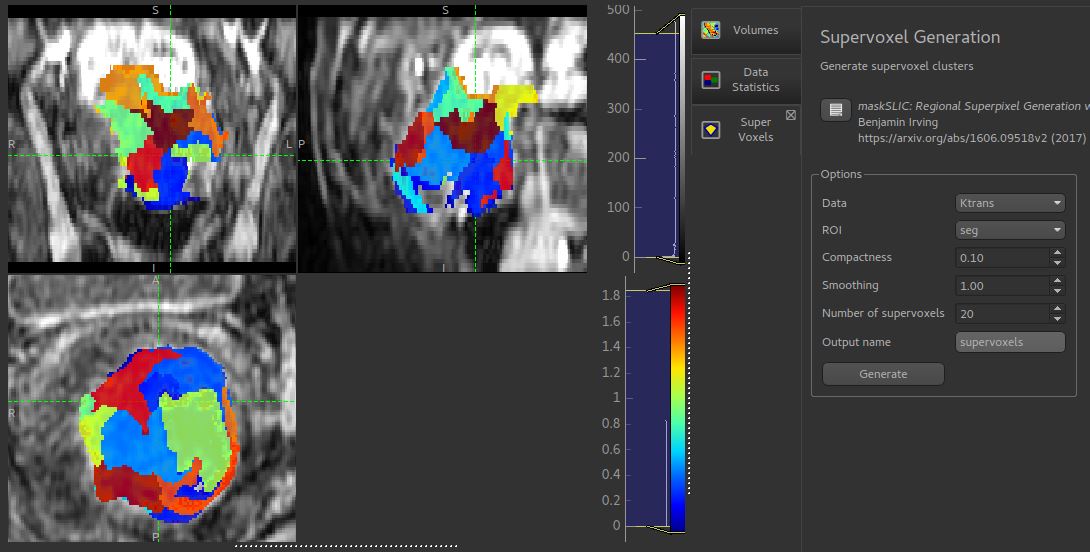 S
R
L
I
S
P
I
A
R
P
500
400
300
200
100
0
1.8
1.6
1.4
1.2
1
0.8
0.6
0.4
0.2
0
Volumes
Data
Statistics
Super
Voxels
Supervoxel Generation
Generate supervoxel clusters
maskSLIC: Regional Superpixel Generation w
Benjamin Irving
https://arxiv.org/abs/1606.09518v2 (2017)
Options
Data Ktrans
ROI seg
Compactness 0.10
Smoothing 1.00
Number of supervoxels 20
Output name supervoxels
Generate